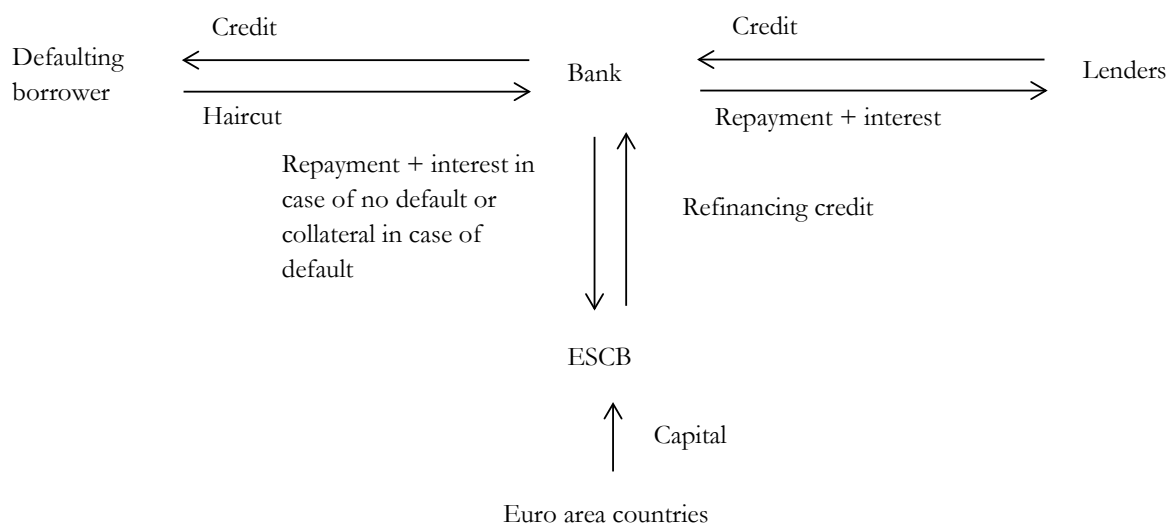 Credit
Credit
Defaulting
borrower
Bank
Lenders
Haircut
Repayment + interest
Repayment + interest in
case of no default or
collateral in case of
default
Refinancing credit
ESCB
Capital
Euro area countries